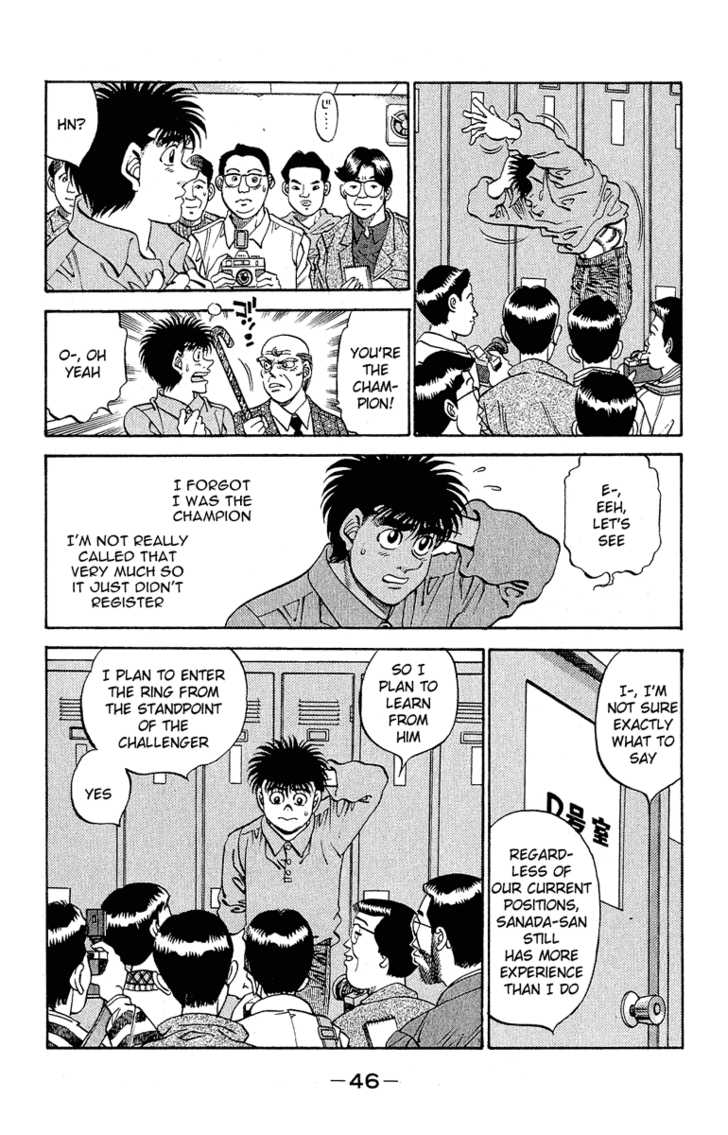 HN?
じ…
O-, OH
YEAH
ゴン!
YOU'RE
THE
CHAM-
PION!
E-,
EEH,
LET'S
SEE
I FORGOT
I WAS THE
CHAMPION
I'M NOT REALLY
CALLED THAT
VERY MUCH SO
IT JUST DIDN'T
REGISTER
I-, I'M
NOT SURE
EXACTLY
WHAT TO
SAY
D号室
REGARD-
LESS OF
OUR CURRENT
POSITIONS,
SANADA-SAN
STILL
HAS MORE
EXPERIENCE
THAN I DO
SO I
PLAN TO
LEARN
FROM
HIM
I PLAN TO ENTER
THE RING FROM
THE STANDPOINT
OF THE
CHALLENGER
YES
—46—